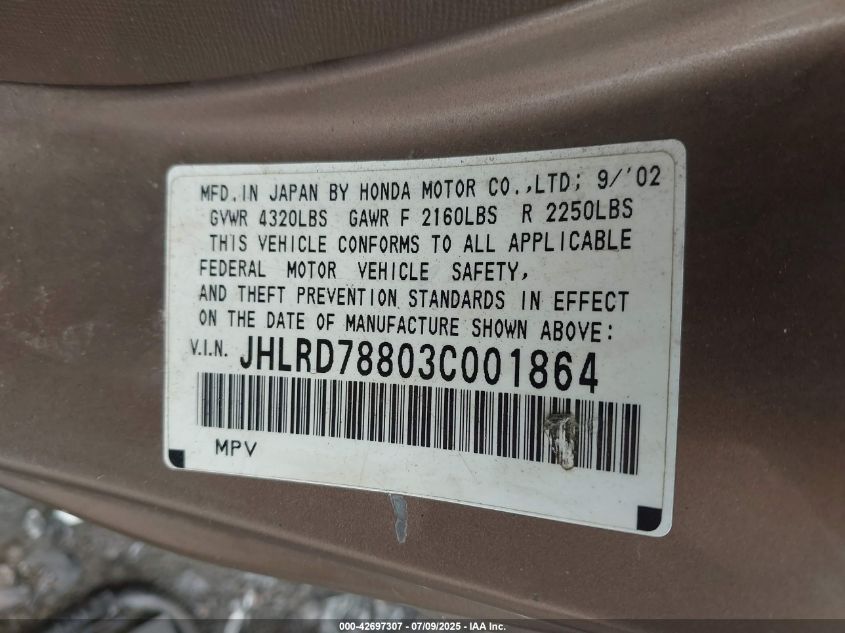 MFD. IN JAPAN BY HONDA MOTOR CO.,LTD; 9/'02
GVWR 4320LBS GAWR F 2160LBS R 2250LBS
THIS VEHICLE CONFORMS TO ALL APPLICABLE
FEDERAL MOTOR VEHICLE SAFETY,
AND THEFT PREVENTION STANDARDS IN EFFECT
ON THE DATE OF MANUFACTURE SHOWN ABOVE:
V.I.N. JHLRD78803C001864
MPV
000-42697307 - 07/09/2025 - IAA Inc.